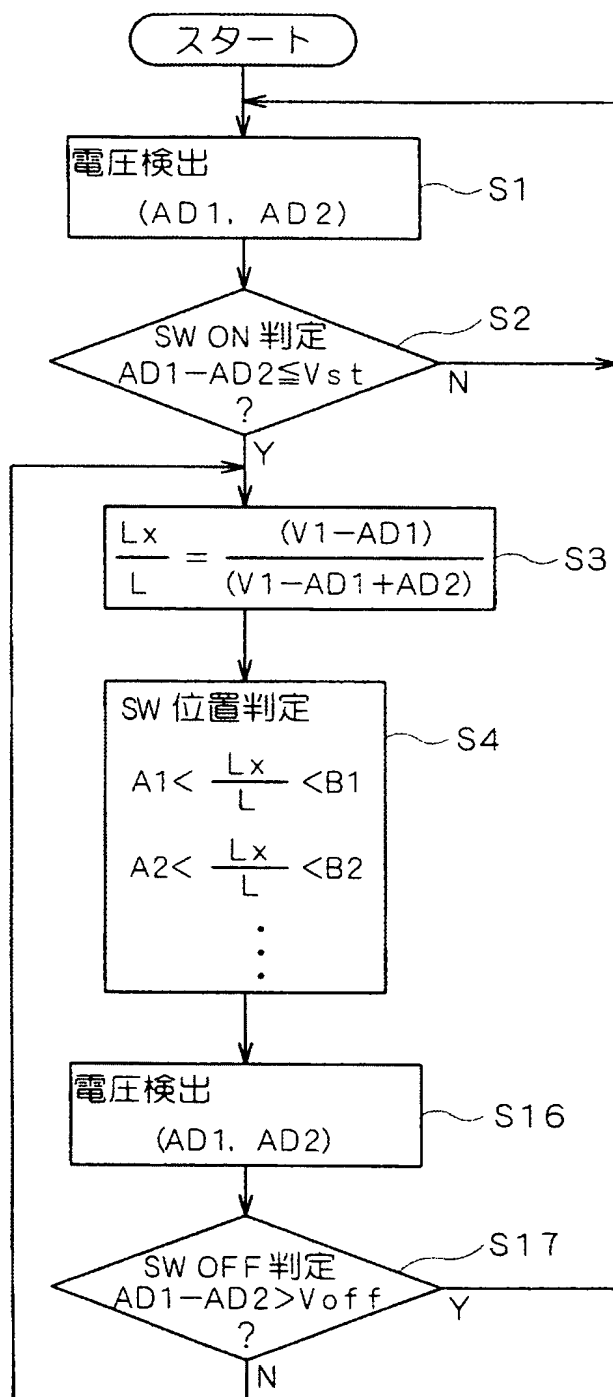 スタート
電圧検出
(AD1, AD2)
S1
SW ON 判定
AD1−AD2≦Vst
?
S2
N
Y
Lx/L = (V1−AD1)/(V1−AD1+AD2)
S3
SW 位置判定
A1< Lx/L <B1
A2< Lx/L <B2
S4
電圧検出
(AD1, AD2)
S16
SW OFF 判定
AD1−AD2>Voff
?
S17
Y
N